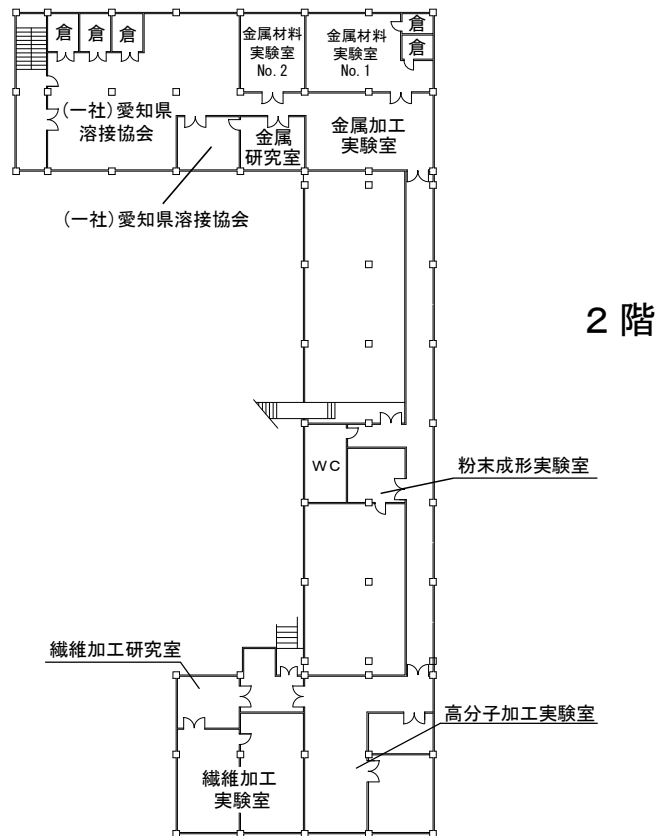 倉
倉
倉
金属材料
実験室
No.2
金属材料
実験室
No.1
倉
倉
(一社)愛知県
溶接協会
金属
研究室
金属加工
実験室
(一社)愛知県溶接協会
２階
WC
粉末成形実験室
繊維加工研究室
高分子加工実験室
繊維加工
実験室